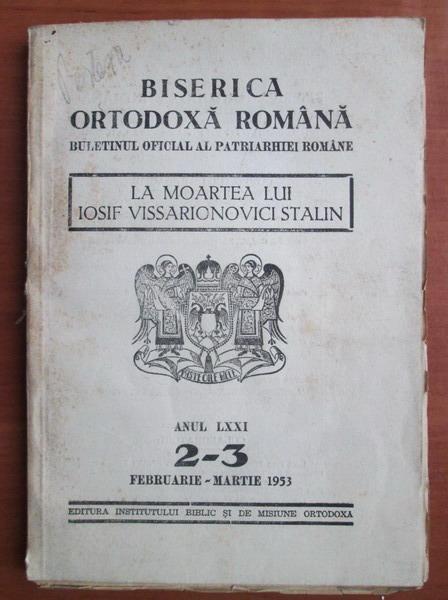 BISERICA
ORTODOXĂ ROMÂNĂ
BULETINUL OFICIAL AL PATRIARHIEI ROMÂNE
LA MOARTEA LUI
IOSIF VISSARIONOVICI STALIN
ANUL LXXI
2-3
FEBRUARIE - MARTIE 1953
EDITURA INSTITUTULUI BIBLIC ȘI DE MISIUNE ORTODOXA